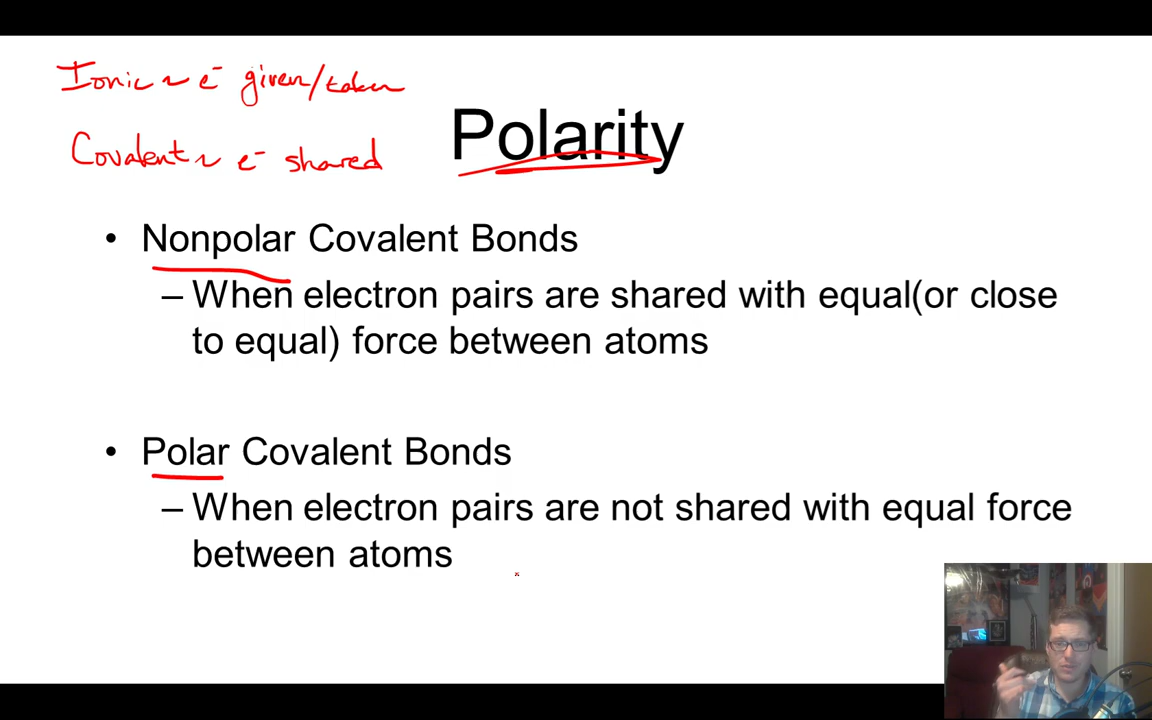 Ionic ~ e⁻ given/taken
Covalent ~ e⁻ shared
Polarity
• Nonpolar Covalent Bonds
– When electron pairs are shared with equal(or close
to equal) force between atoms
• Polar Covalent Bonds
– When electron pairs are not shared with equal force
between atoms